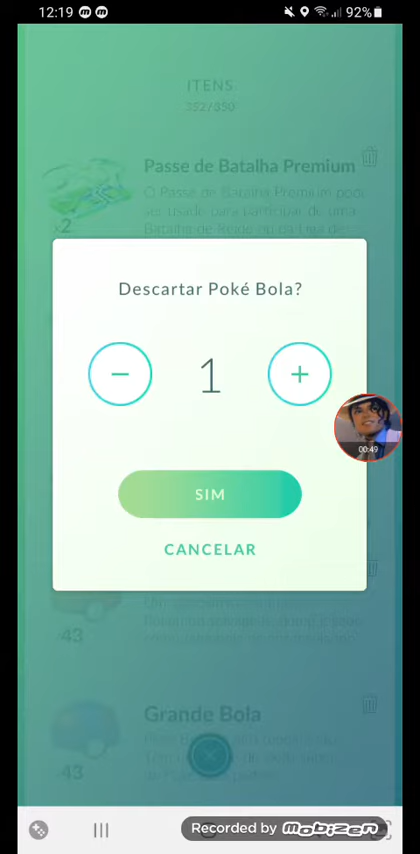 12:19
92%
ITENS
352/350
Passe de Batalha Premium
O Passe de Batalha Premium pode
ser usado para participar de uma
Batalha de Reide ou da Liga de
x2
Descartar Poké Bola?
− 1 +
00:49
SIM
CANCELAR
43
Grande Bola
43
Recorded by mobizen